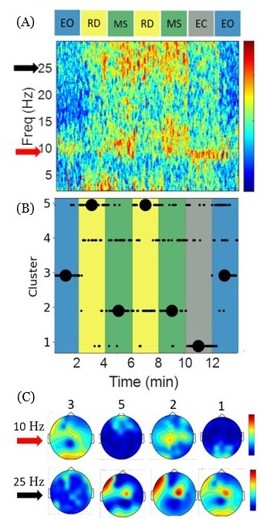 (A)
EO RD MS RD MS EC EO
25
20
15
10
5
Freq (Hz)
(B)
5
4
3
2
1
Cluster
2 4 6 8 10 12
Time (min)
(C)
3 5 2 1
10 Hz
25 Hz